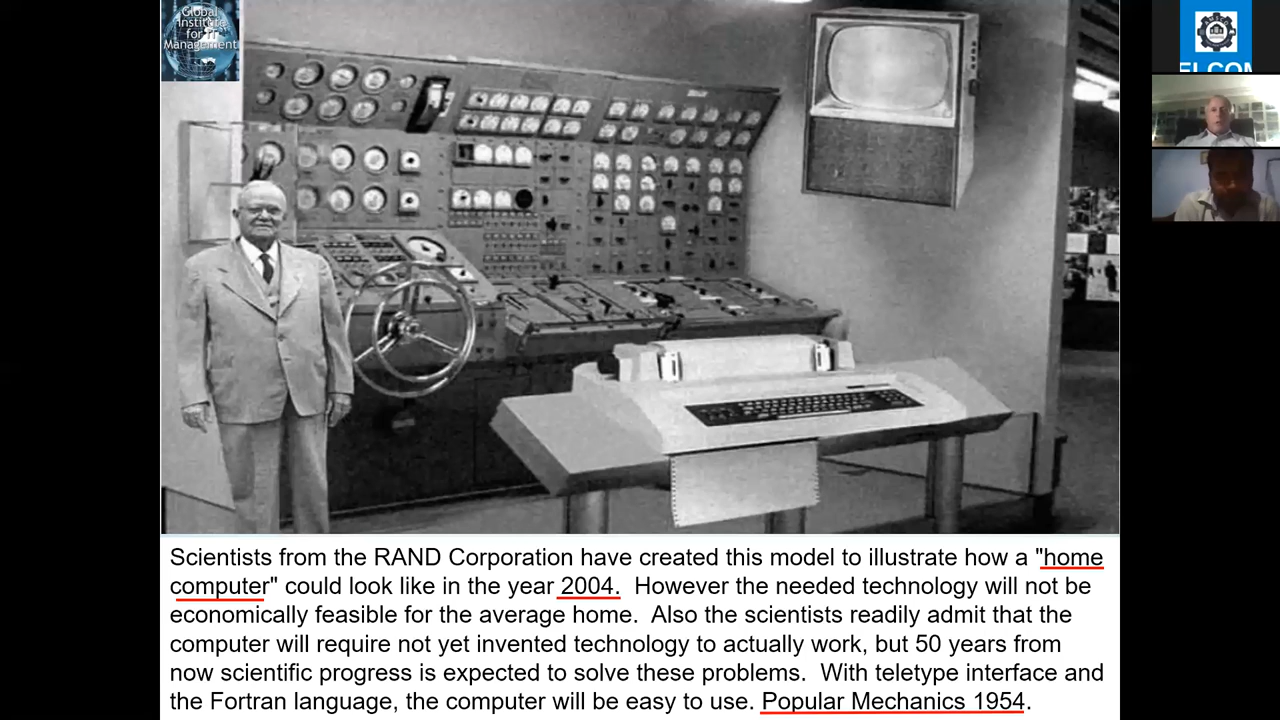 Global
Institute
for IT
Management
ELCOM
Scientists from the RAND Corporation have created this model to illustrate how a "home
computer" could look like in the year 2004. However the needed technology will not be
economically feasible for the average home. Also the scientists readily admit that the
computer will require not yet invented technology to actually work, but 50 years from
now scientific progress is expected to solve these problems. With teletype interface and
the Fortran language, the computer will be easy to use. Popular Mechanics 1954.